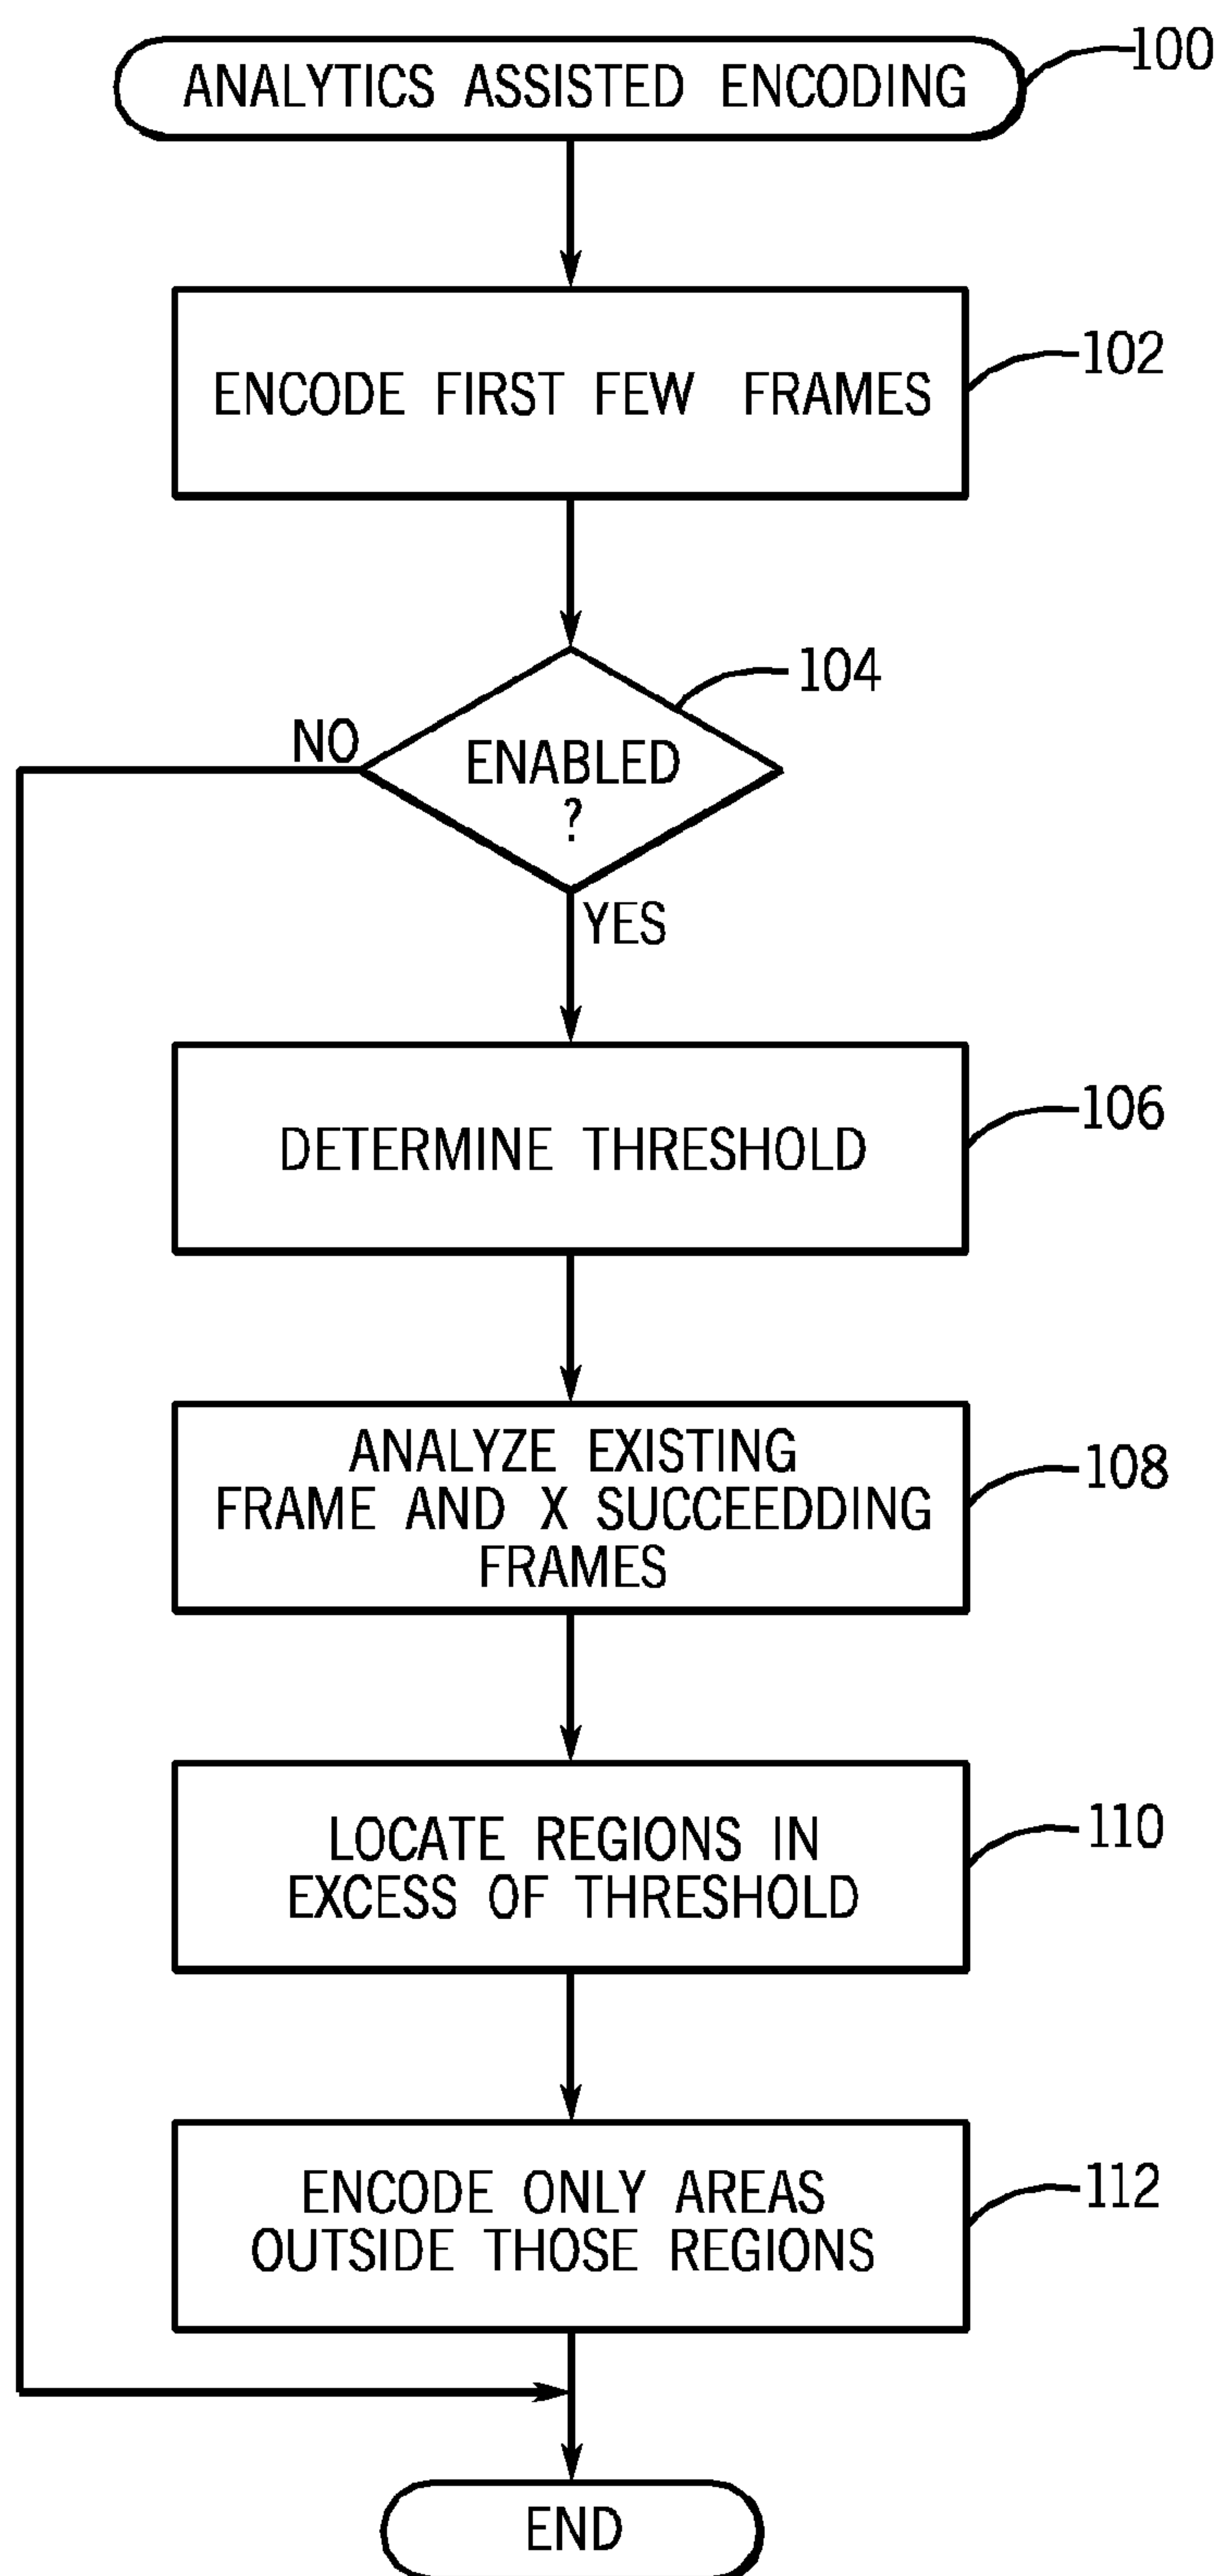 ANALYTICS ASSISTED ENCODING
100
ENCODE FIRST FEW FRAMES
102
104
NO
ENABLED
?
YES
DETERMINE THRESHOLD
106
ANALYZE EXISTING
FRAME AND X SUCCEEDDING
FRAMES
108
LOCATE REGIONS IN
EXCESS OF THRESHOLD
110
ENCODE ONLY AREAS
OUTSIDE THOSE REGIONS
112
END